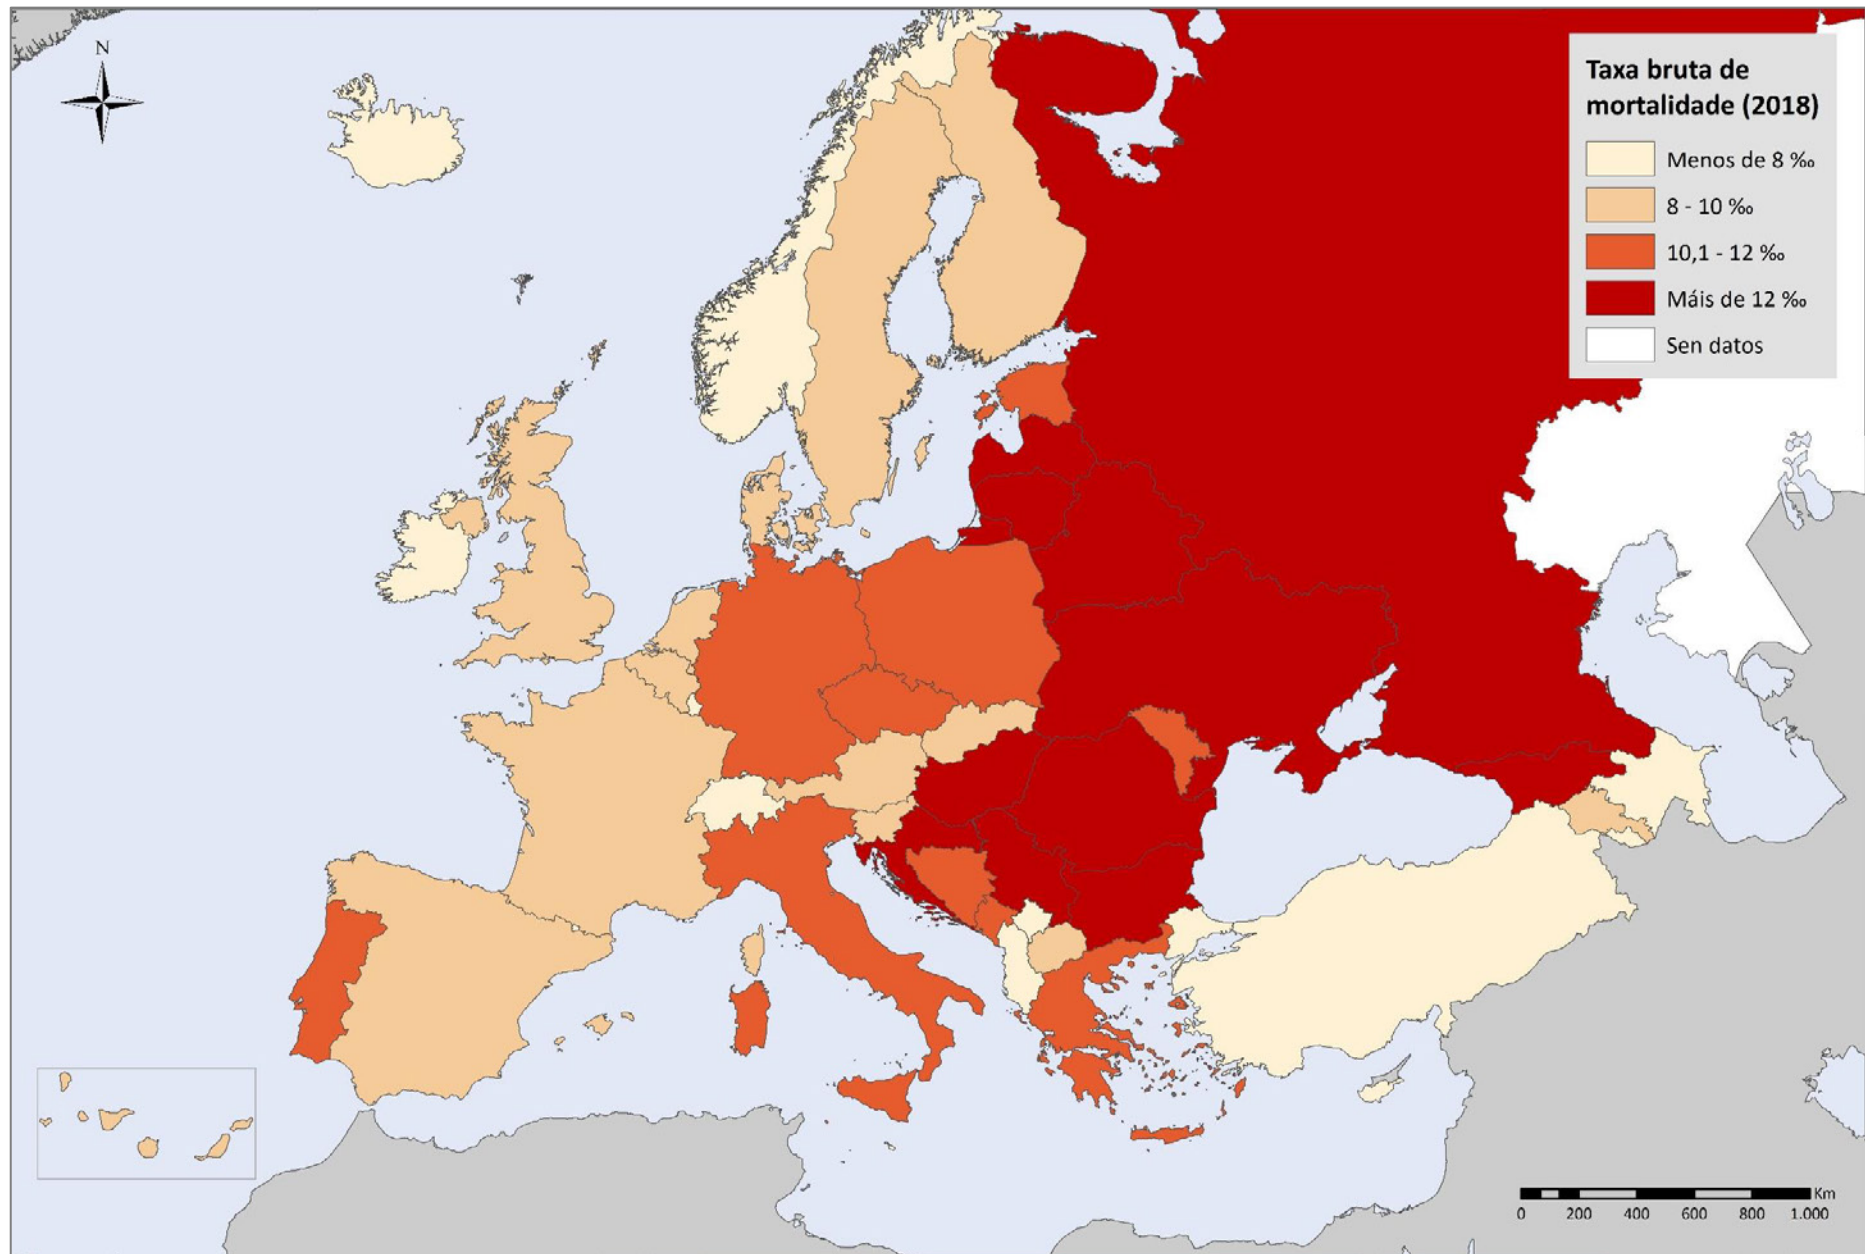 N
Taxa bruta de
mortalidade (2018)
Menos de 8 ‰
8 - 10 ‰
10,1 - 12 ‰
Máis de 12 ‰
Sen datos
Km
0 200 400 600 800 1.000